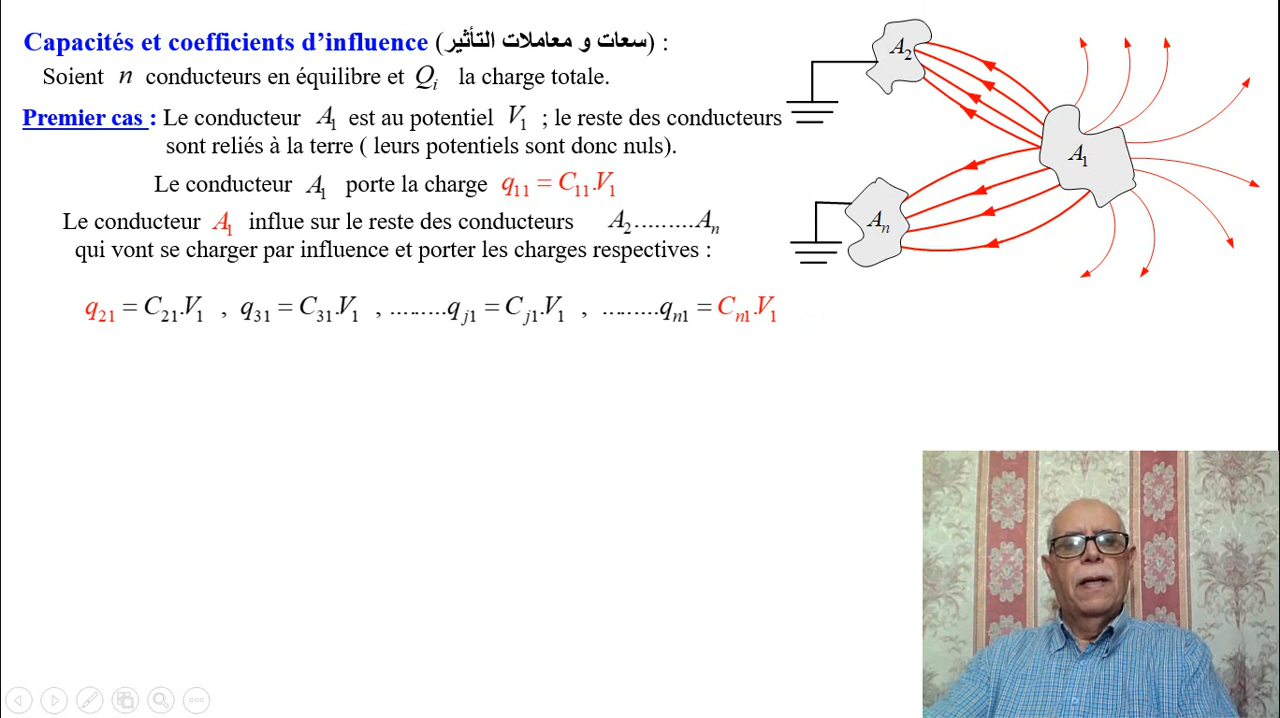 Capacités et coefficients d’influence (سعات و معاملات التأثير) :
Soient n conducteurs en équilibre et Qᵢ la charge totale.
Premier cas : Le conducteur A₁ est au potentiel V₁ ; le reste des conducteurs
sont reliés à la terre ( leurs potentiels sont donc nuls).
Le conducteur A₁ porte la charge q₁₁ = C₁₁.V₁
Le conducteur A₁ influe sur le reste des conducteurs A₂.........Aₙ
qui vont se charger par influence et porter les charges respectives :
q₂₁ = C₂₁.V₁ , q₃₁ = C₃₁.V₁ , .........qⱼ₁ = Cⱼ₁.V₁ , .........qₙ₁ = Cₙ₁.V₁
A₂
A₁
Aₙ